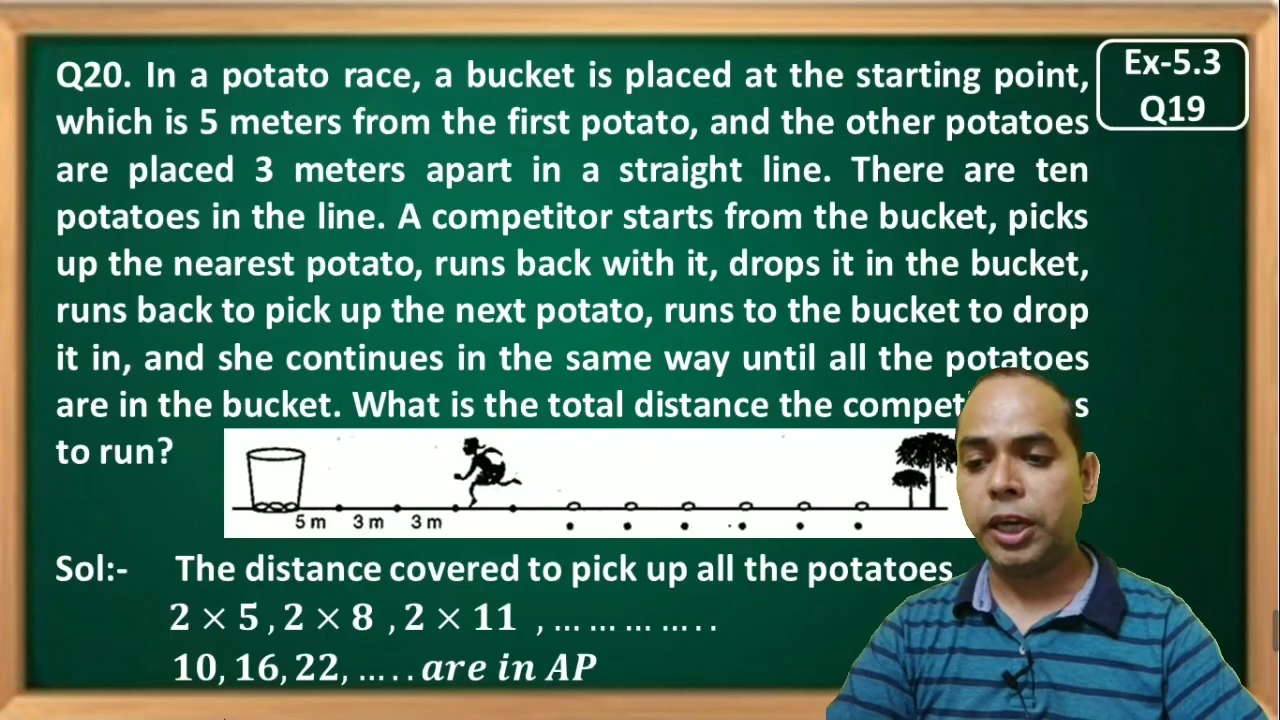 Q20. In a potato race, a bucket is placed at the starting point,
which is 5 meters from the first potato, and the other potatoes
are placed 3 meters apart in a straight line. There are ten
potatoes in the line. A competitor starts from the bucket, picks
up the nearest potato, runs back with it, drops it in the bucket,
runs back to pick up the next potato, runs to the bucket to drop
it in, and she continues in the same way until all the potatoes
are in the bucket. What is the total distance the
to run?
Ex-5.3
Q19
5 m 3 m 3 m
Sol:- The distance covered to pick up all the potatoes
2 × 5 , 2 × 8 , 2 × 11 , ... ... ... ... . .
10, 16, 22, ... . . are in AP